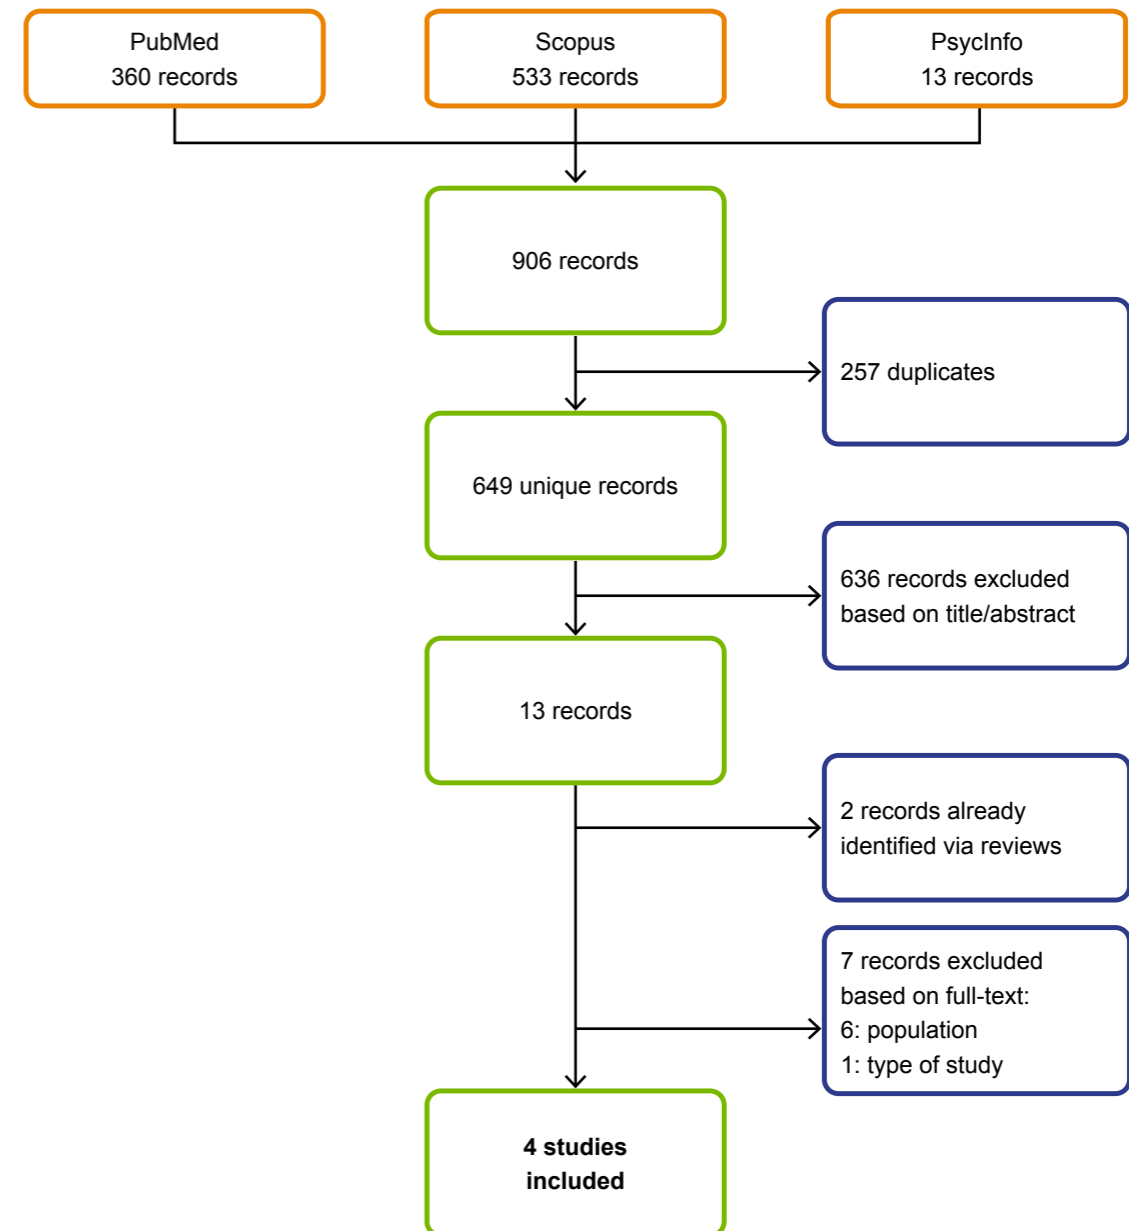 PubMed
360 records
Scopus
533 records
PsycInfo
13 records
906 records
257 duplicates
649 unique records
636 records excluded
based on title/abstract
13 records
2 records already
identified via reviews
7 records excluded
based on full-text:
6: population
1: type of study
4 studies
included